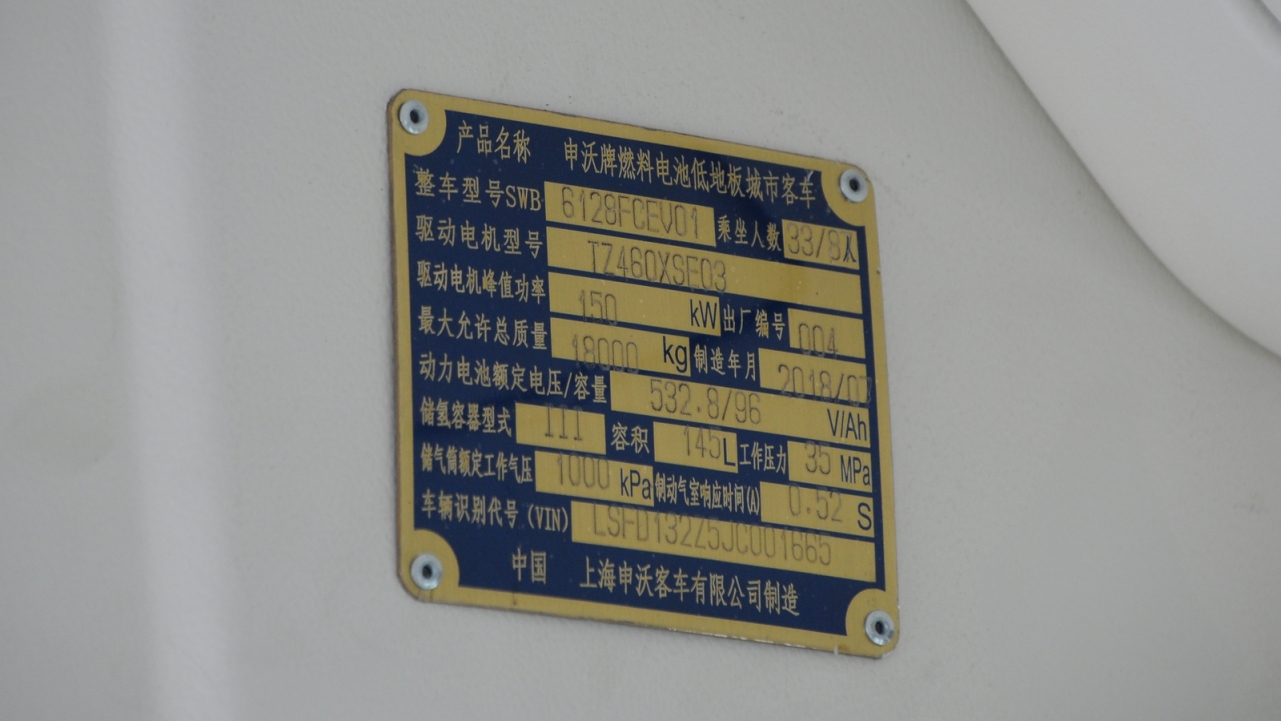 产品名称 申沃牌燃料电池低地板城市客车
整车型号SWB 6128FCEV01 乘坐人数 33/87人
驱动电机型号 TZ460XSE03
驱动电机峰值功率 150 kW 出厂编号 004
最大允许总质量 18000 kg 制造年月 2018/07
动力电池额定电压/容量 532.8/96 V/Ah
储氢容器型式 III 容积 145L 工作压力 35 MPa
储气筒额定工作气压 1000 kPa 制动气室响应时间(A) 0.52 S
车辆识别代号(VIN) LSFD132Z5JC001665
中国 上海申沃客车有限公司制造